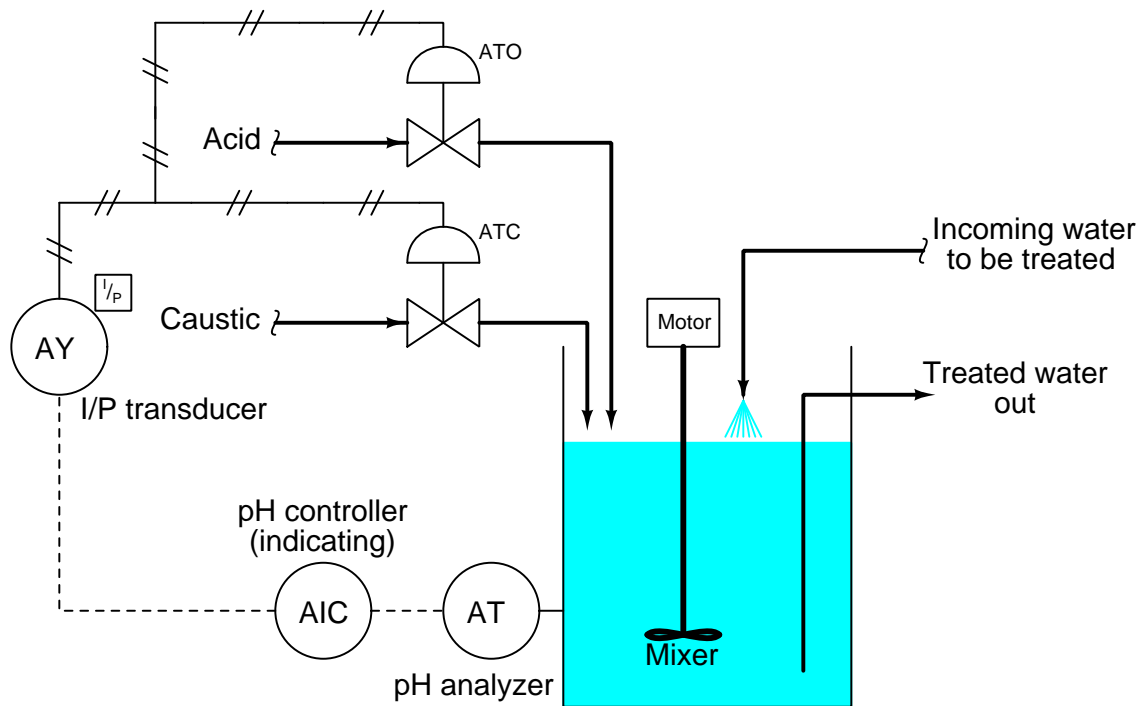 ATO
Acid
ATC
Incoming water
to be treated
I/P
Caustic
Motor
AY
Treated water
out
I/P transducer
pH controller
(indicating)
AIC
AT
Mixer
pH analyzer